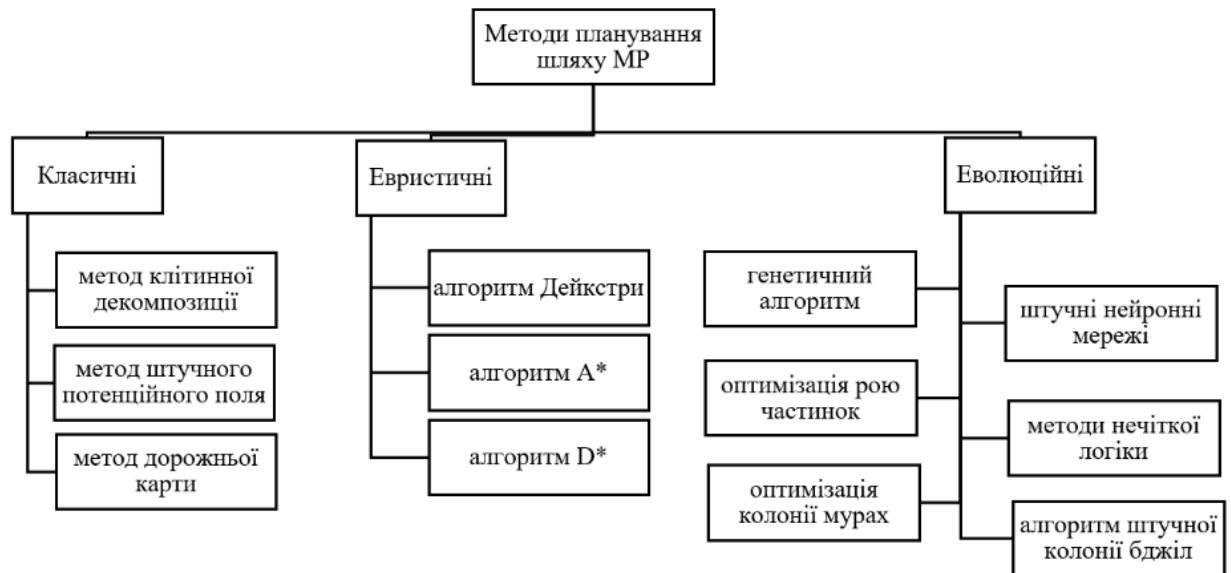 Методи планування
шляху МР
Класичні
Евристичні
Еволюційні
метод клітинної
декомпозиції
метод штучного
потенційного поля
метод дорожньої
карти
алгоритм Дейкстри
алгоритм A*
алгоритм D*
генетичний
алгоритм
оптимізація рою
частинок
оптимізація
колонії мурах
штучні нейронні
мережі
методи нечіткої
логіки
алгоритм штучної
колонії бджіл